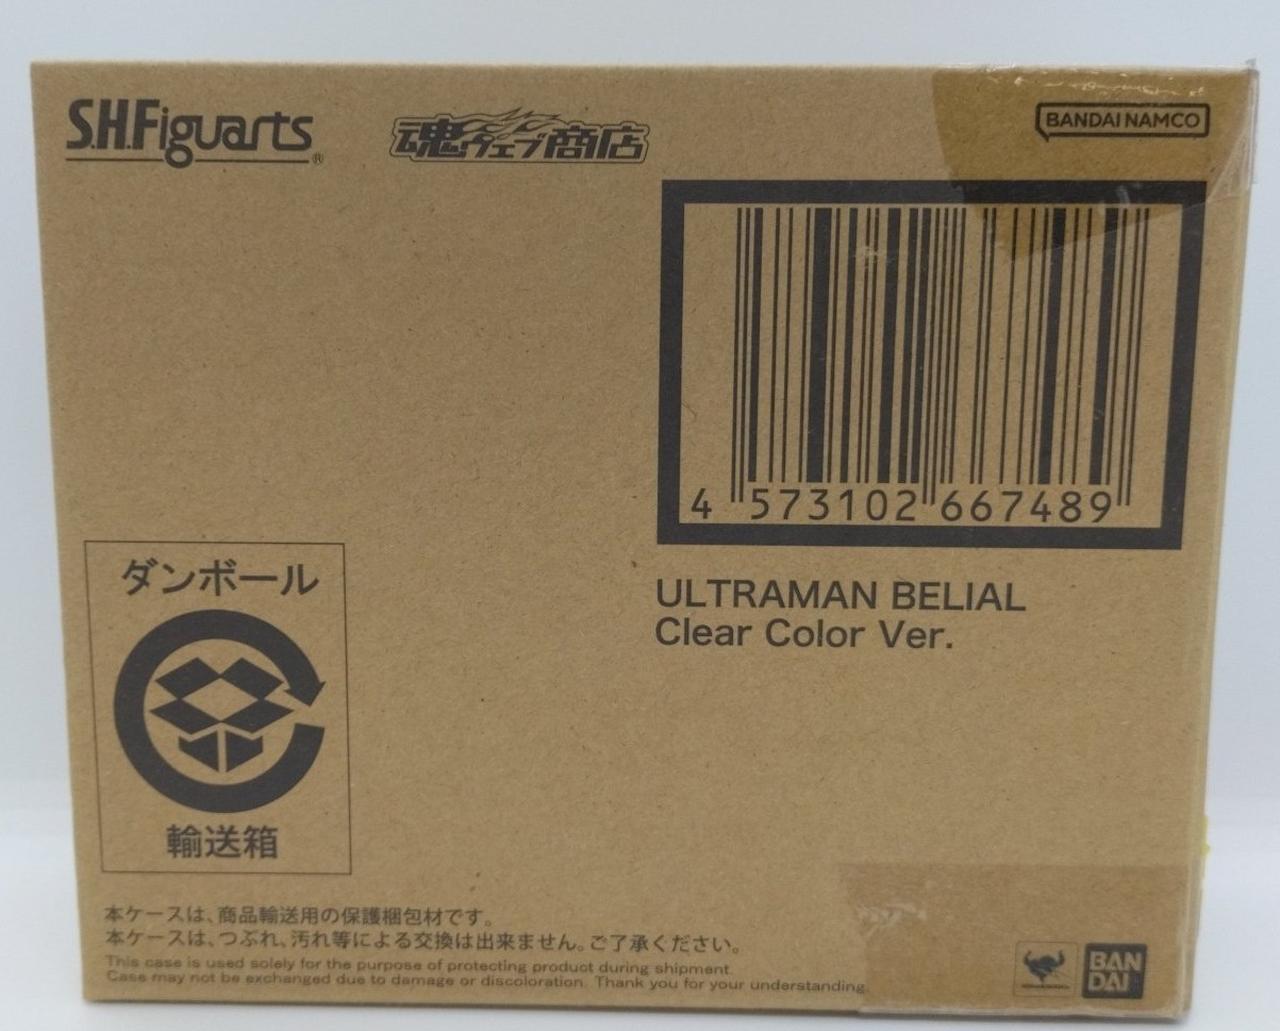 S.H.Figuarts®
魂ウェブ商店
BANDAI NAMCO
4 573102 667489
ULTRAMAN BELIAL
Clear Color Ver.
ダンボール
輸送箱
本ケースは、商品輸送用の保護梱包材です。
本ケースは、つぶれ、汚れ等による交換は出来ません。ご了承ください。
This case is used solely for the purpose of protecting product during shipment.
Case may not be exchanged due to damage or discoloration. Thank you for your understanding.
BAN
DAI